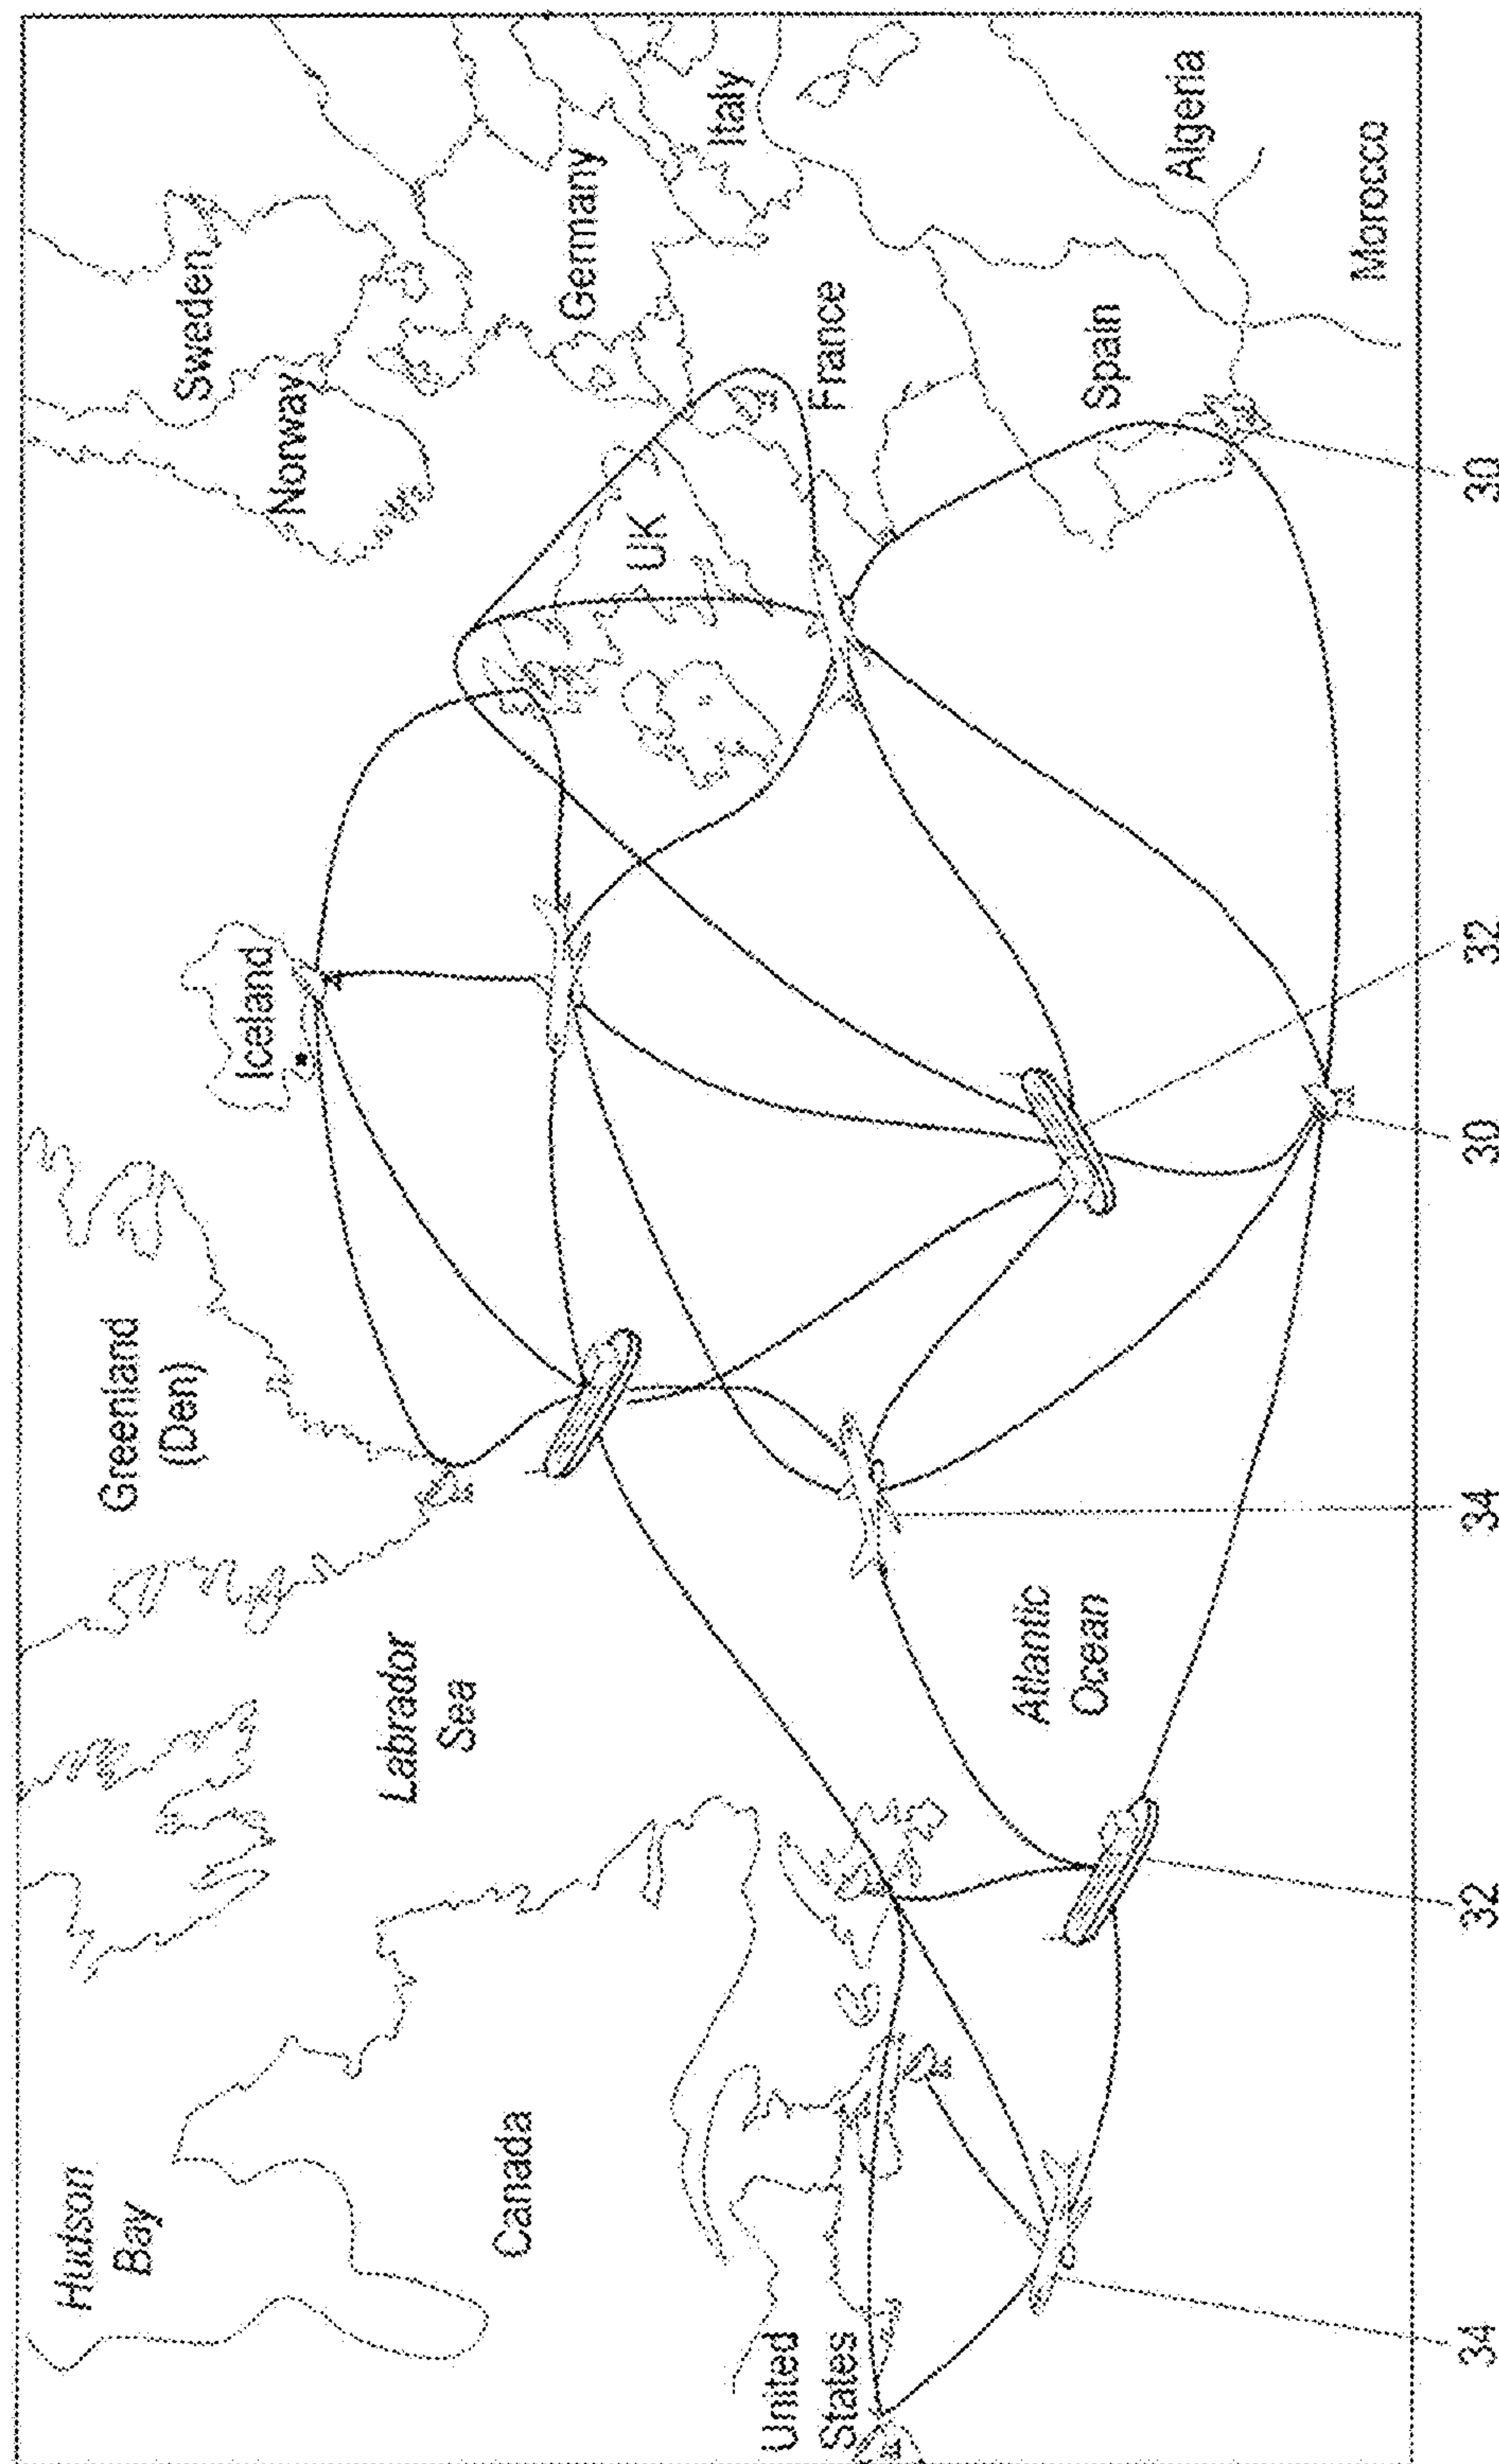 Hudson
Bay
Greenland
(Den)
Iceland
Sweden
Norway
Labrador
Sea
Canada
UK
Germany
Italy
United
States
France
Atlantic
Ocean
Spain
Algeria
Morocco
34
32
34
30
32
30